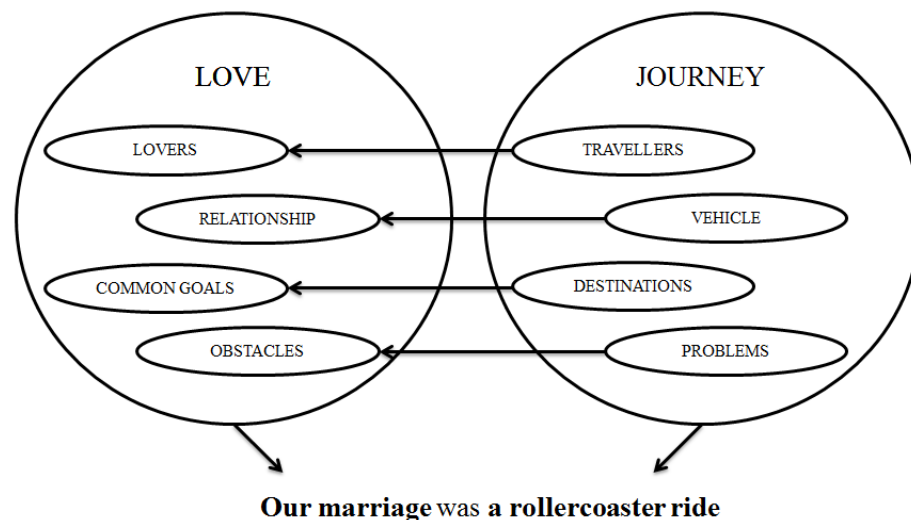 LOVE
JOURNEY
LOVERS
TRAVELLERS
RELATIONSHIP
VEHICLE
COMMON GOALS
DESTINATIONS
OBSTACLES
PROBLEMS
Our marriage was a rollercoaster ride